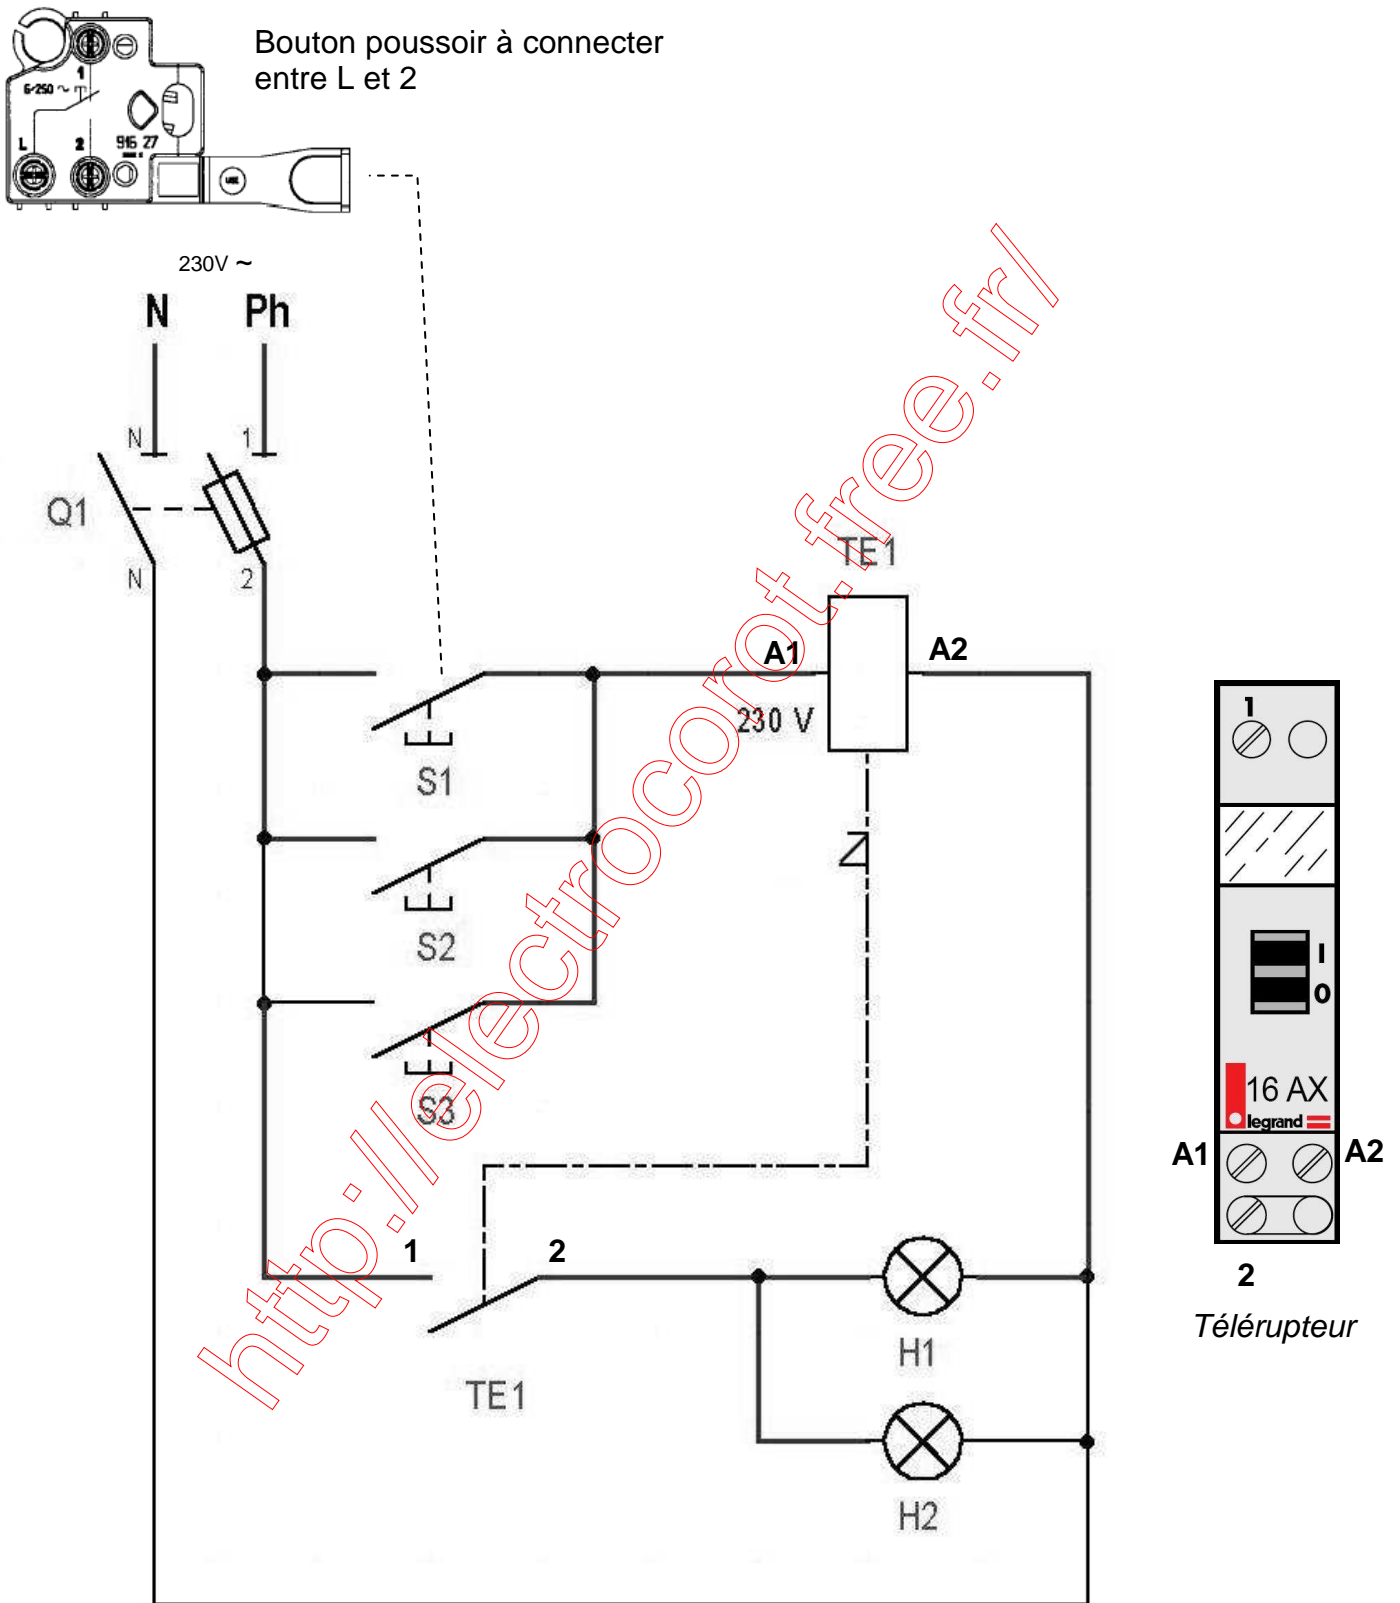 Bouton poussoir à connecter
entre L et 2
1
6-250 ~
L
2
916 27
230V ~
N
Ph
N
1
Q1
N
2
TE1
A1
A2
230 V
S1
S2
S3
1
2
TE1
H1
H2
1
I
0
16 AX
legrand
A1
A2
2
Télérupteur
http://electrocorot.free.fr/